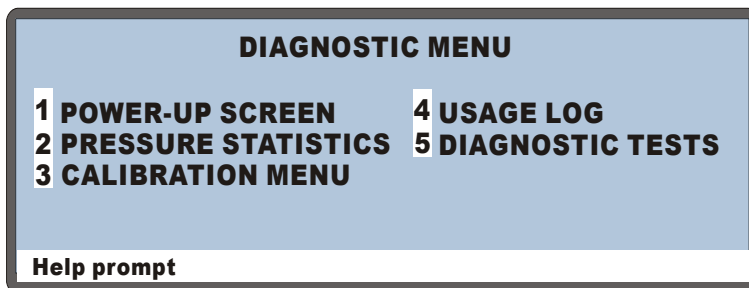 DIAGNOSTIC MENU
1 POWER-UP SCREEN
2 PRESSURE STATISTICS
3 CALIBRATION MENU
4 USAGE LOG
5 DIAGNOSTIC TESTS
Help prompt